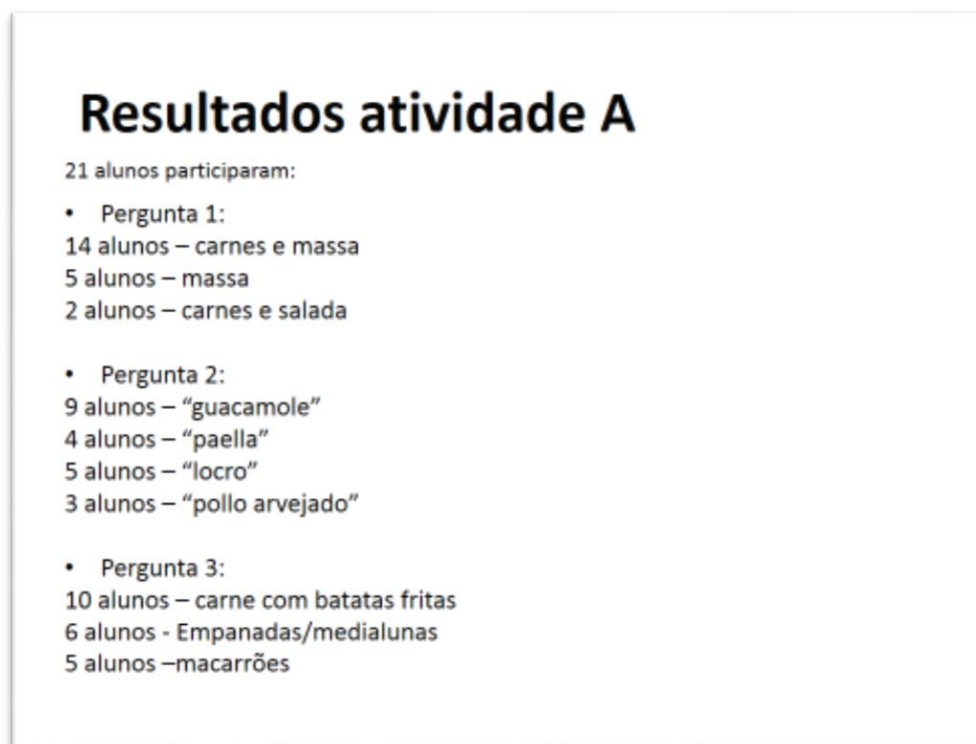 Resultados atividade A
21 alunos participaram:
• Pergunta 1:
14 alunos – carnes e massa
5 alunos – massa
2 alunos – carnes e salada
• Pergunta 2:
9 alunos – “guacamole”
4 alunos – “paella”
5 alunos – “locro”
3 alunos – “pollo arvejado”
• Pergunta 3:
10 alunos – carne com batatas fritas
6 alunos - Empanadas/medialunas
5 alunos –macarrões